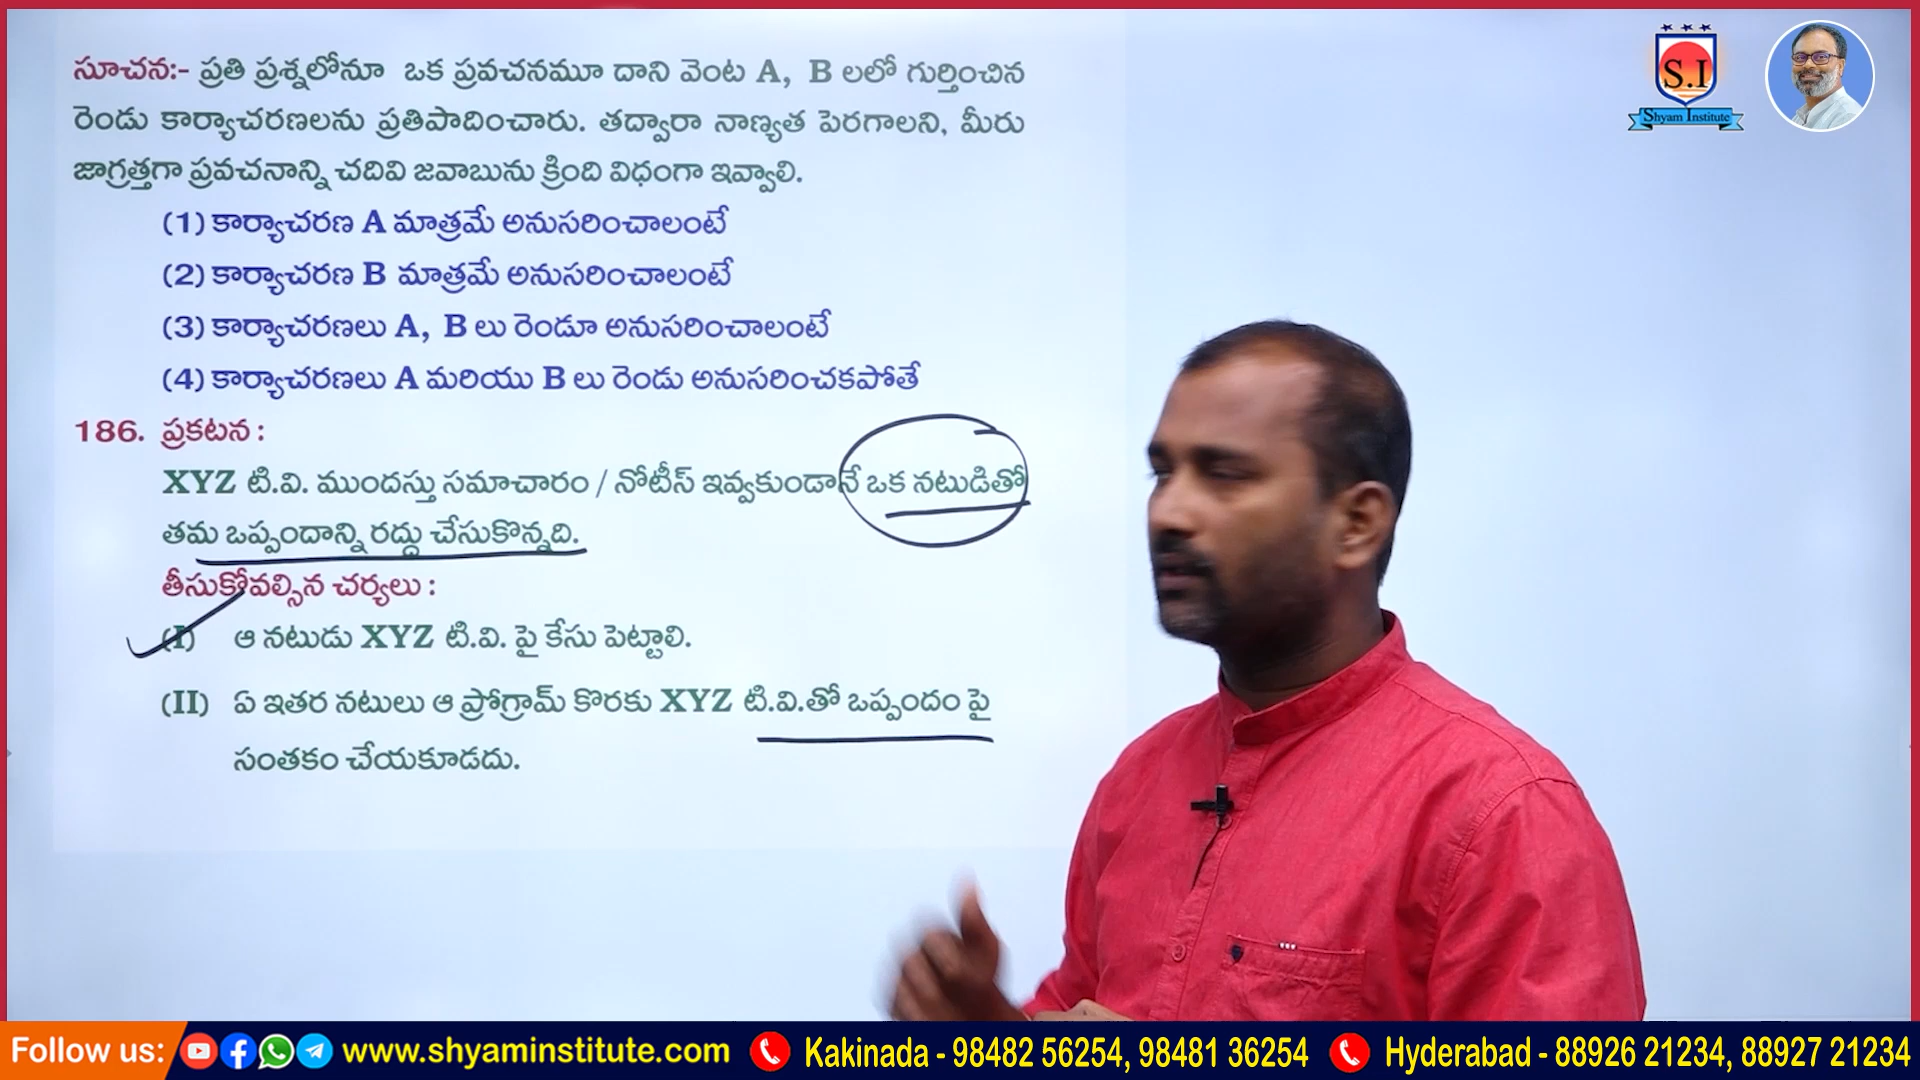 సూచన:- ప్రతి ప్రశ్నలోనూ ఒక ప్రవచనమూ దాని వెంట A, B లలో గుర్తించిన
రెండు కార్యాచరణలను ప్రతిపాదించారు. తద్వారా నాణ్యత పెరగాలని, మీరు
జాగ్రత్తగా ప్రవచనాన్ని చదివి జవాబును క్రింది విధంగా ఇవ్వాలి.
(1) కార్యాచరణ A మాత్రమే అనుసరించాలంటే
(2) కార్యాచరణ B మాత్రమే అనుసరించాలంటే
(3) కార్యాచరణలు A, B లు రెండూ అనుసరించాలంటే
(4) కార్యాచరణలు A మరియు B లు రెండు అనుసరించకపోతే
186. ప్రకటన :
XYZ టి.వి. ముందస్తు సమాచారం / నోటీస్ ఇవ్వకుండానే ఒక నటుడితో
తమ ఒప్పందాన్ని రద్దు చేసుకొన్నది.
తీసుకోవల్సిన చర్యలు :
(I) ఆ నటుడు XYZ టి.వి. పై కేసు పెట్టాలి.
(II) ఏ ఇతర నటులు ఆ ప్రోగ్రామ్ కొరకు XYZ టి.వి.తో ఒప్పందం పై
సంతకం చేయకూడదు.
S.I
Shyam Institute
Follow us: www.shyaminstitute.com Kakinada - 98482 56254, 98481 36254 Hyderabad - 88926 21234, 88927 21234